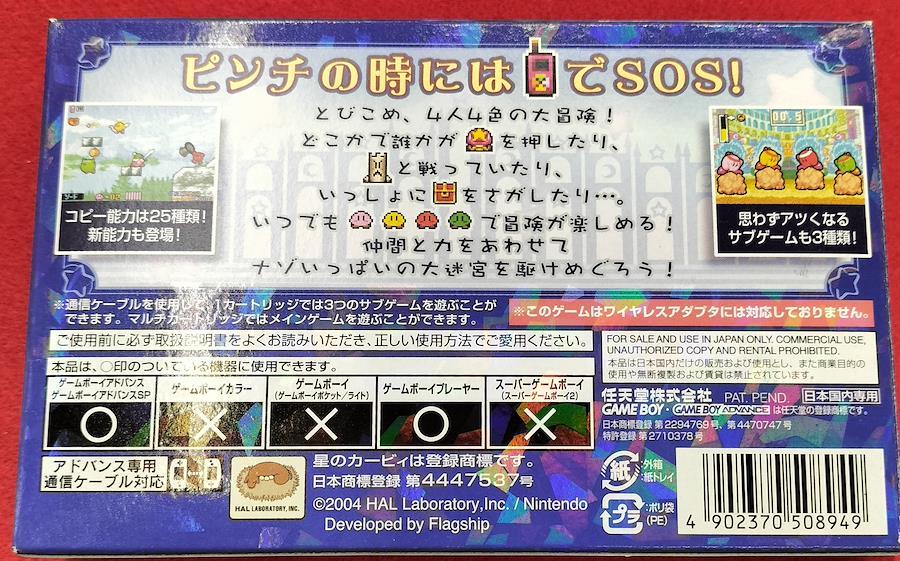 ピンチの時にはでSOS!
とびこめ、4人4色の大冒険!
どこかで誰かがを押したり、
と戦っていたり、
いっしょにをさがしたり…。
いつでもで冒険が楽しめる!
仲間と力をあわせて
ナゾいっぱいの大迷宮を駆けめぐろう!
コピー能力は25種類!
新能力も登場!
00.5
思わずアツくなる
サブゲームも3種類!
※通信ケーブルを使用して、1カートリッジでは3つのサブゲームを遊ぶことが
できます。マルチカートリッジではメインゲームを遊ぶことができます。
※このゲームはワイヤレスアダプタには対応しておりません。
ご使用前に必ず取扱説明書をよくお読みいただき、正しい使用方法でご愛用ください。
本品は、○印のついている機器に使用できます。
ゲームボーイアドバンス
ゲームボーイアドバンスSP
ゲームボーイカラー
ゲームボーイ
(ゲームボーイポケット/ライト)
ゲームボーイプレーヤー
スーパーゲームボーイ
(スーパーゲームボーイ2)
○
×
×
○
×
FOR SALE AND USE IN JAPAN ONLY. COMMERCIAL USE,
UNAUTHORIZED COPY AND RENTAL PROHIBITED.
本品は日本国内だけの販売および使用とし、また商業目的の
使用や無断複製および賃貸は禁止されています。
任天堂株式会社 PAT. PEND. 日本国内専用
GAME BOY・GAME BOY ADVANCE は任天堂の登録商標です。
日本商標登録 第2294769号、第4470747号
特許登録 第2710378号
アドバンス専用
通信ケーブル対応
HAL LABORATORY, INC.
星のカービィは登録商標です。
日本商標登録 第4447537号
©2004 HAL Laboratory,Inc. / Nintendo
Developed by Flagship
紙
:外箱
:紙トレイ
プラ
:ポリ袋
(PE)
4 902370 508949